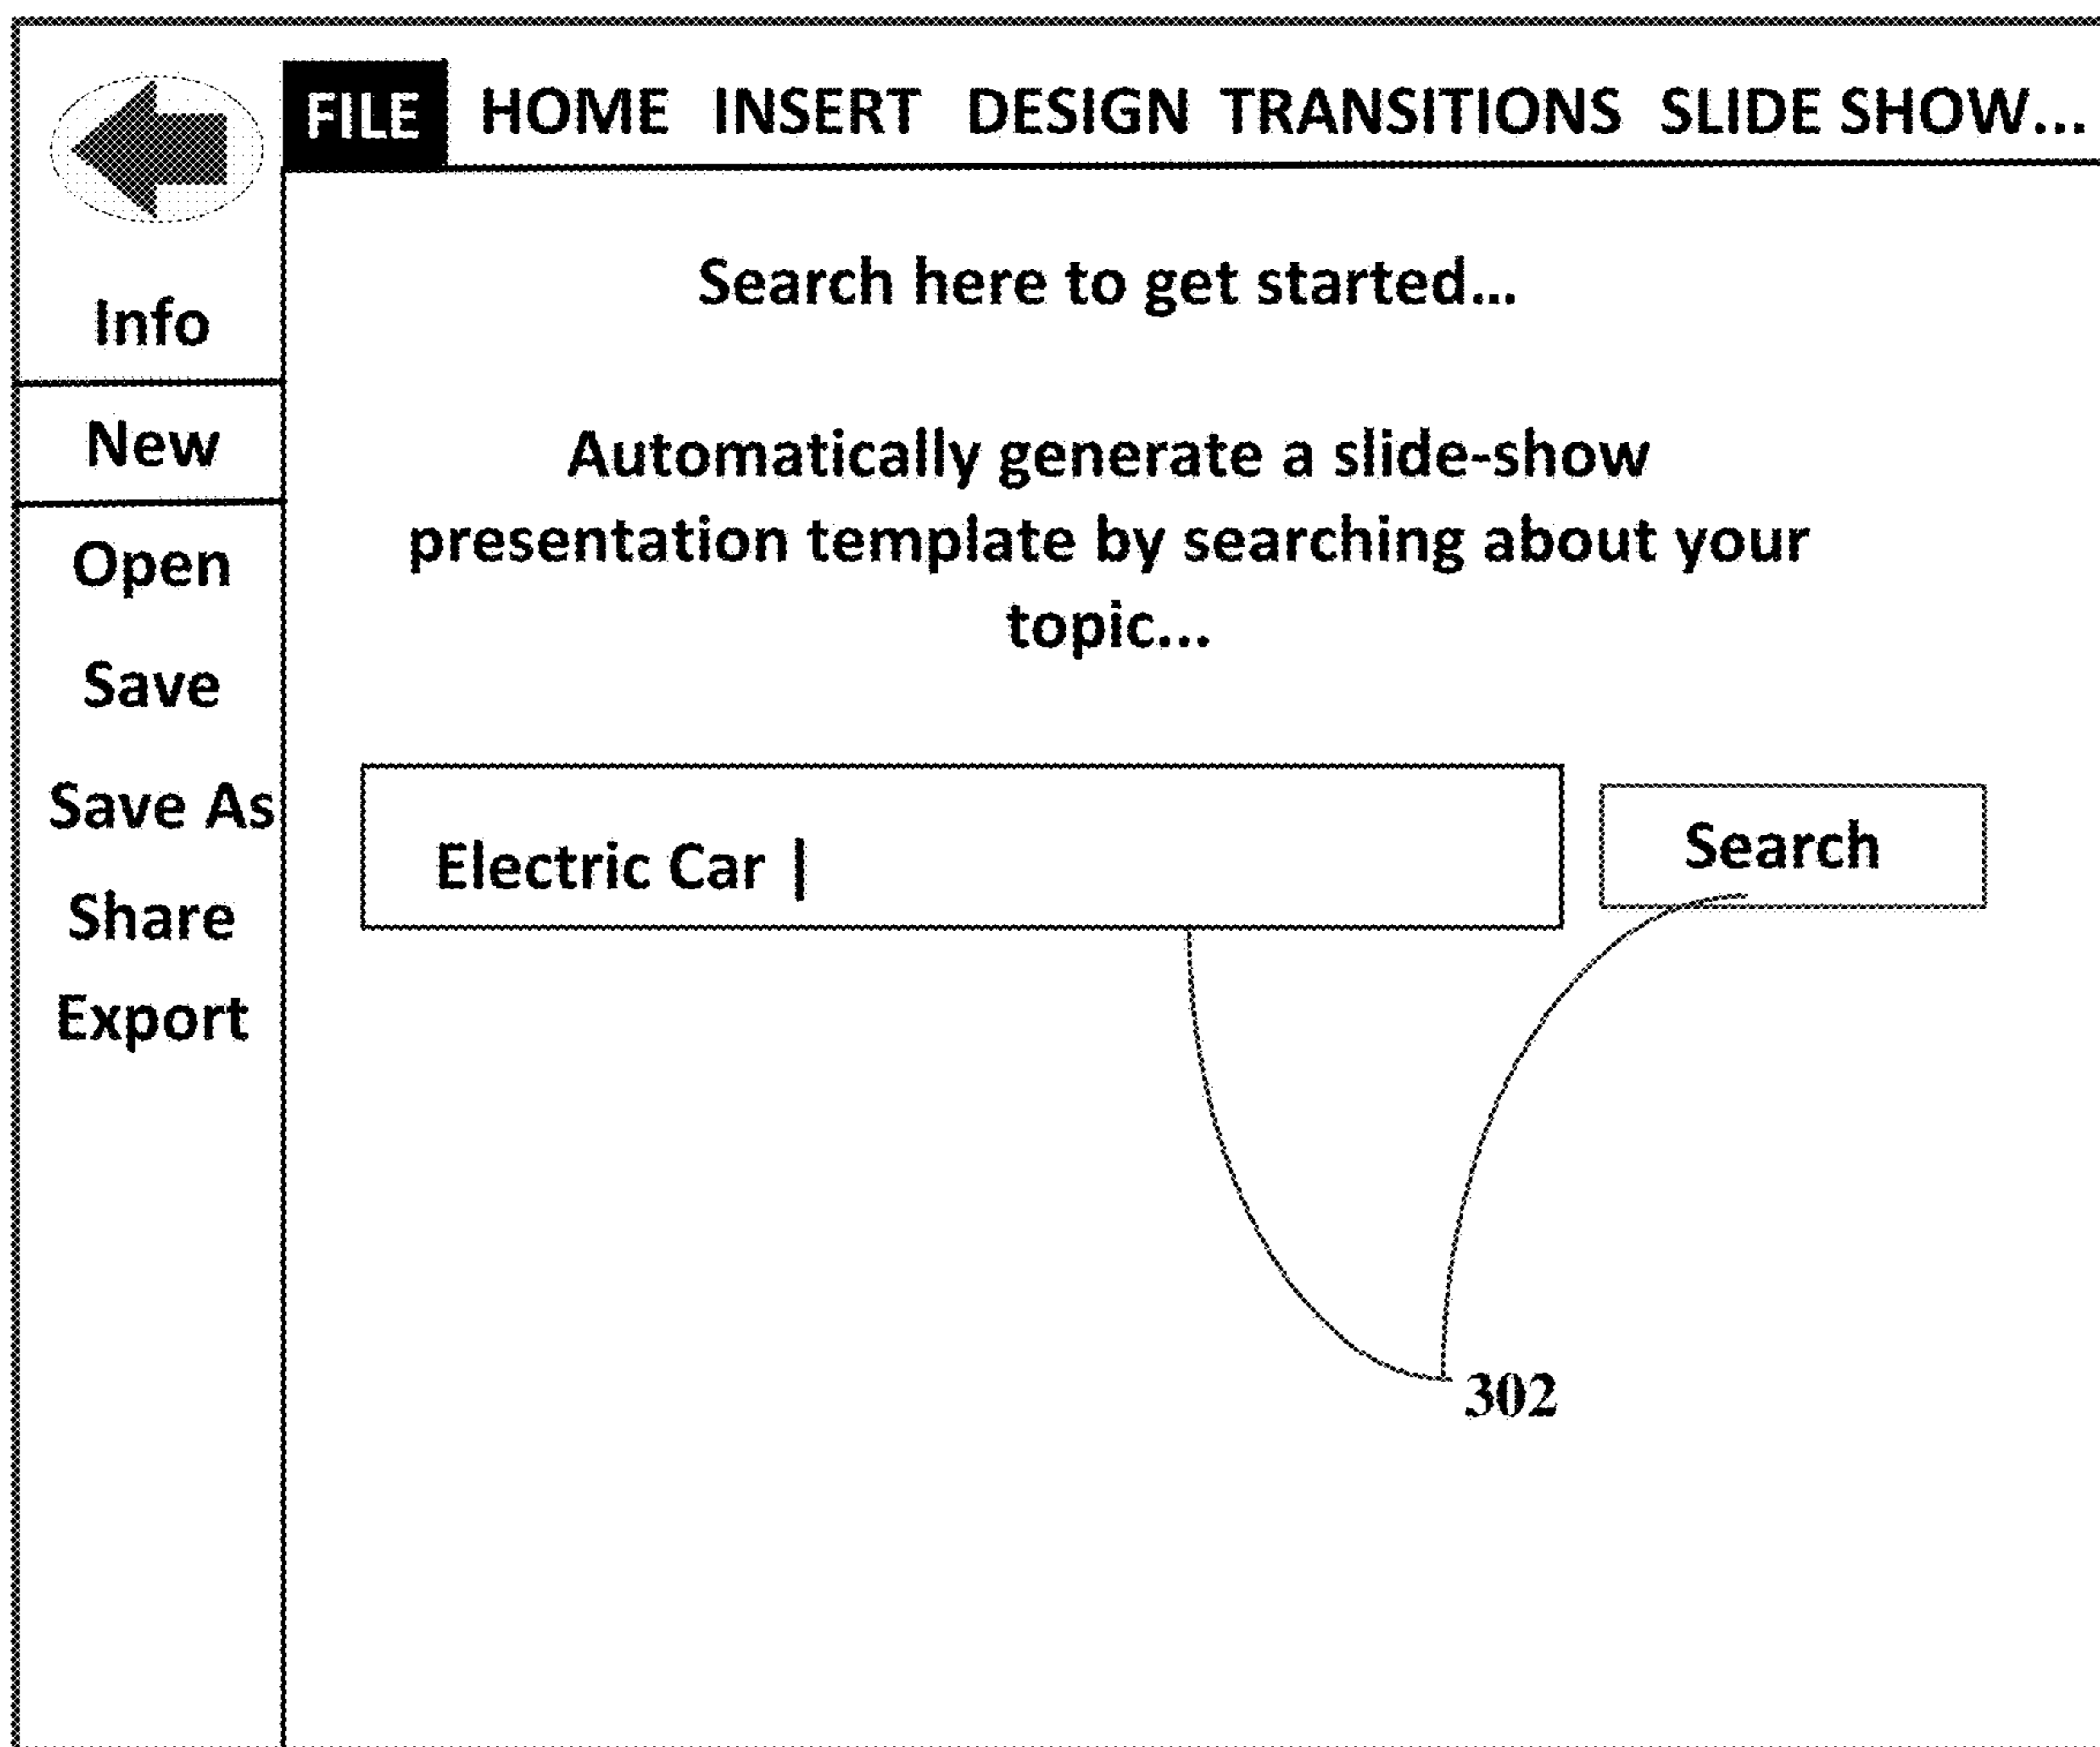 FILE HOME INSERT DESIGN TRANSITIONS SLIDE SHOW...
Info
New
Open
Save
Save As
Share
Export
Search here to get started...
Automatically generate a slide-show
presentation template by searching about your
topic...
Electric Car |
Search
302